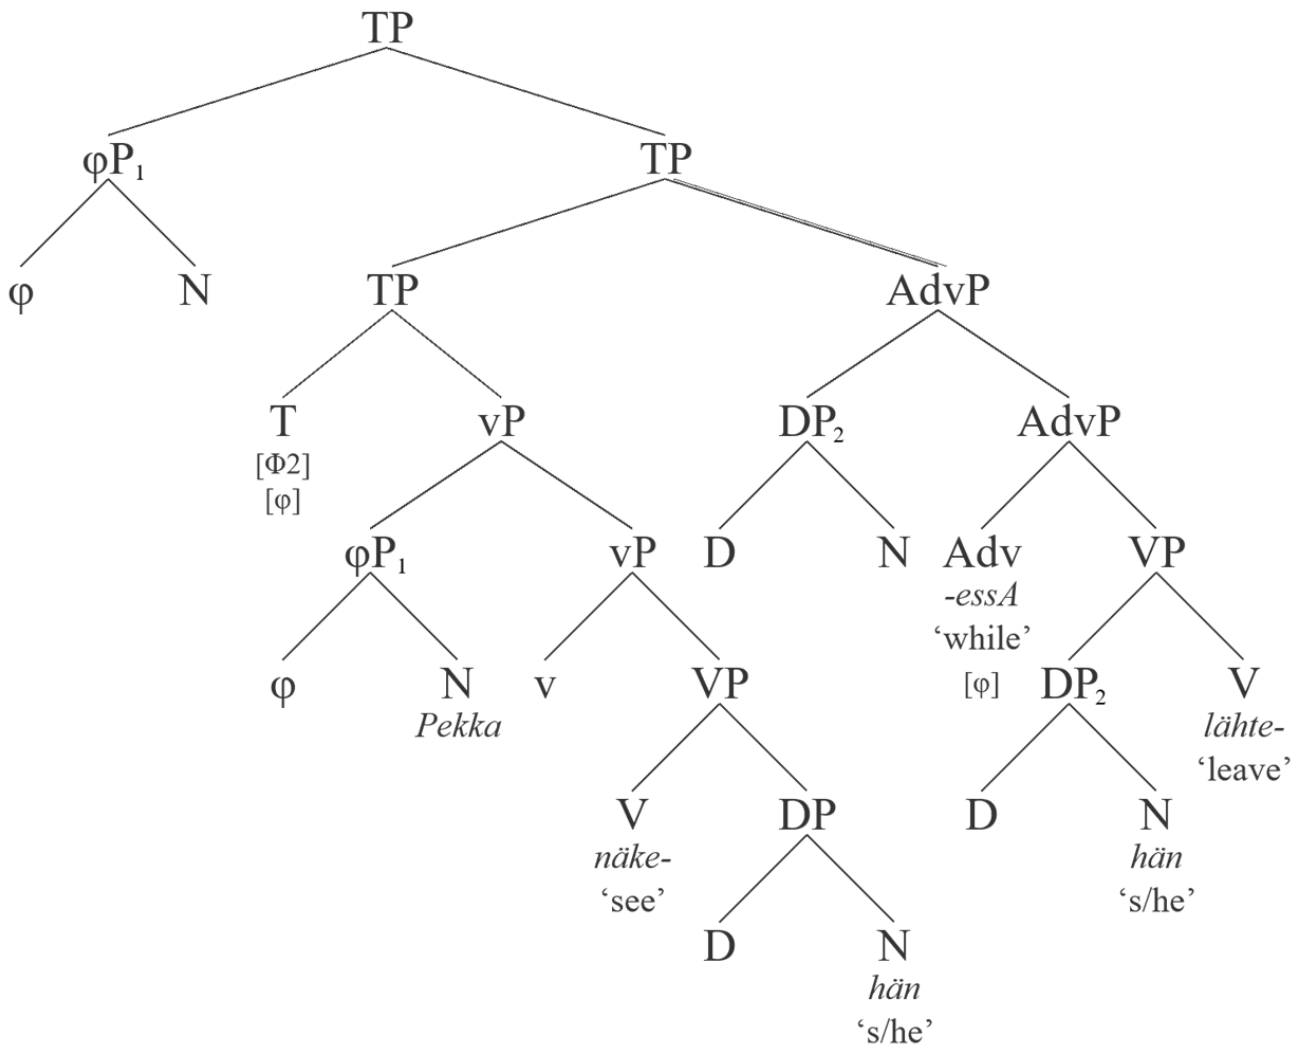 TP
φP₁ TP
φ N TP AdvP
T vP DP₂ AdvP
[Φ2]
[φ]
φP₁ vP D N Adv VP
-essA
‘while’
φ N v VP [φ] DP₂ V
Pekka lähte-
‘leave’
V DP D N
näke- hän
‘see’ ‘s/he’
D N
hän
‘s/he’